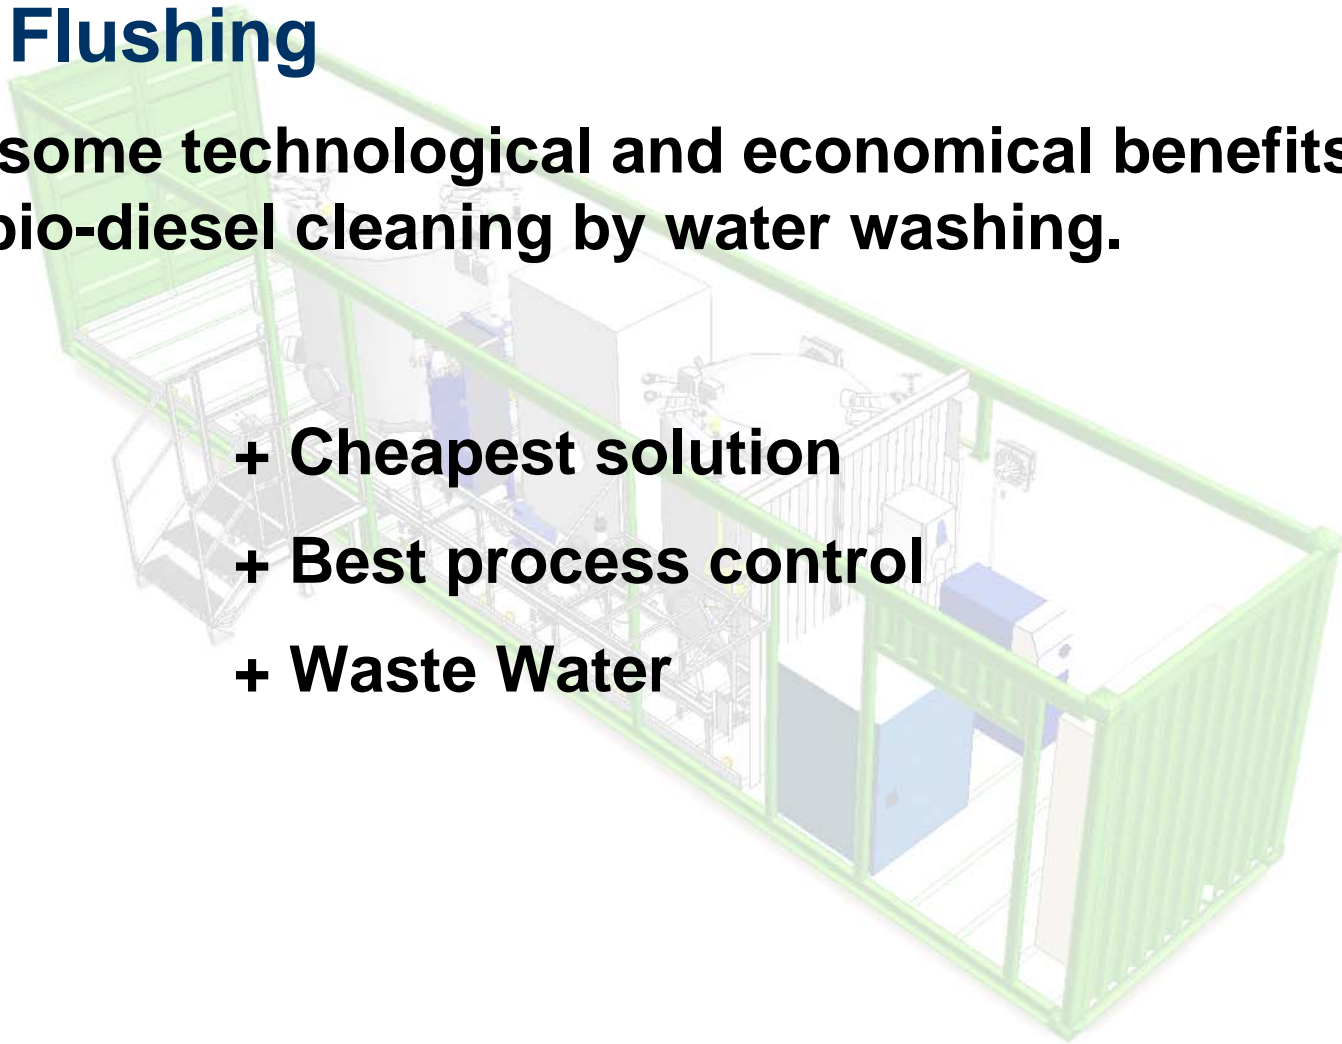 Flushing
some technological and economical benefits
bio-diesel cleaning by water washing.
+ Cheapest solution
+ Best process control
+ Waste Water